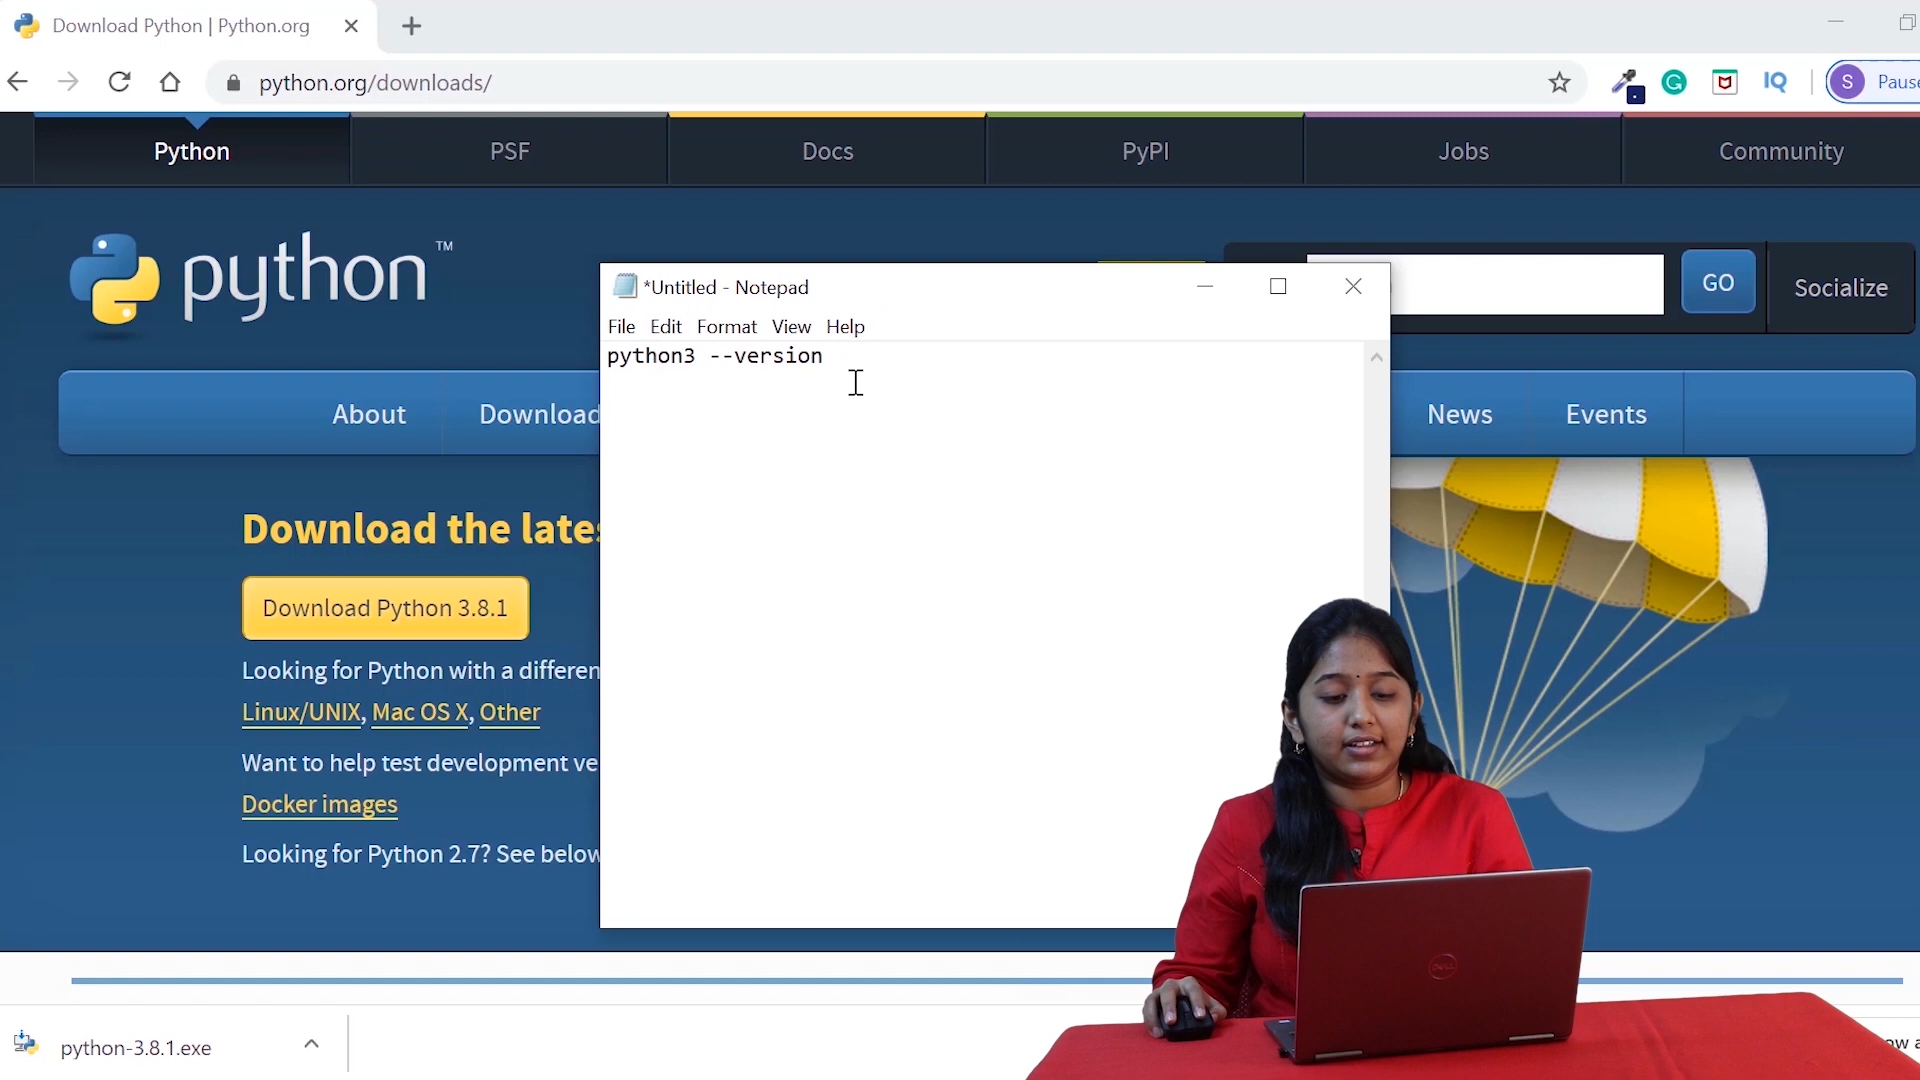 Download Python | Python.org
python.org/downloads/
IQ
S
Pause
Python
PSF
Docs
PyPI
Jobs
Community
python™
GO
Socialize
*Untitled - Notepad
File Edit Format View Help
python3 --version
About
Download
News
Events
Download the lates
Download Python 3.8.1
Looking for Python with a differen
Linux/UNIX, Mac OS X, Other
Want to help test development ve
Docker images
Looking for Python 2.7? See below
DELL
python-3.8.1.exe
ow a